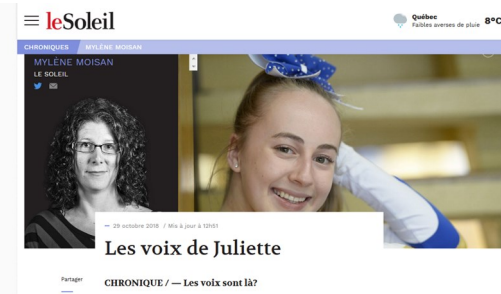 leSoleil
Québec
Faibles averses de pluie
8°C
CHRONIQUES MYLÈNE MOISAN
MYLÈNE MOISAN
LE SOLEIL
29 octobre 2018 / Mis à jour à 12h51
Les voix de Juliette
Partager
CHRONIQUE / — Les voix sont là?